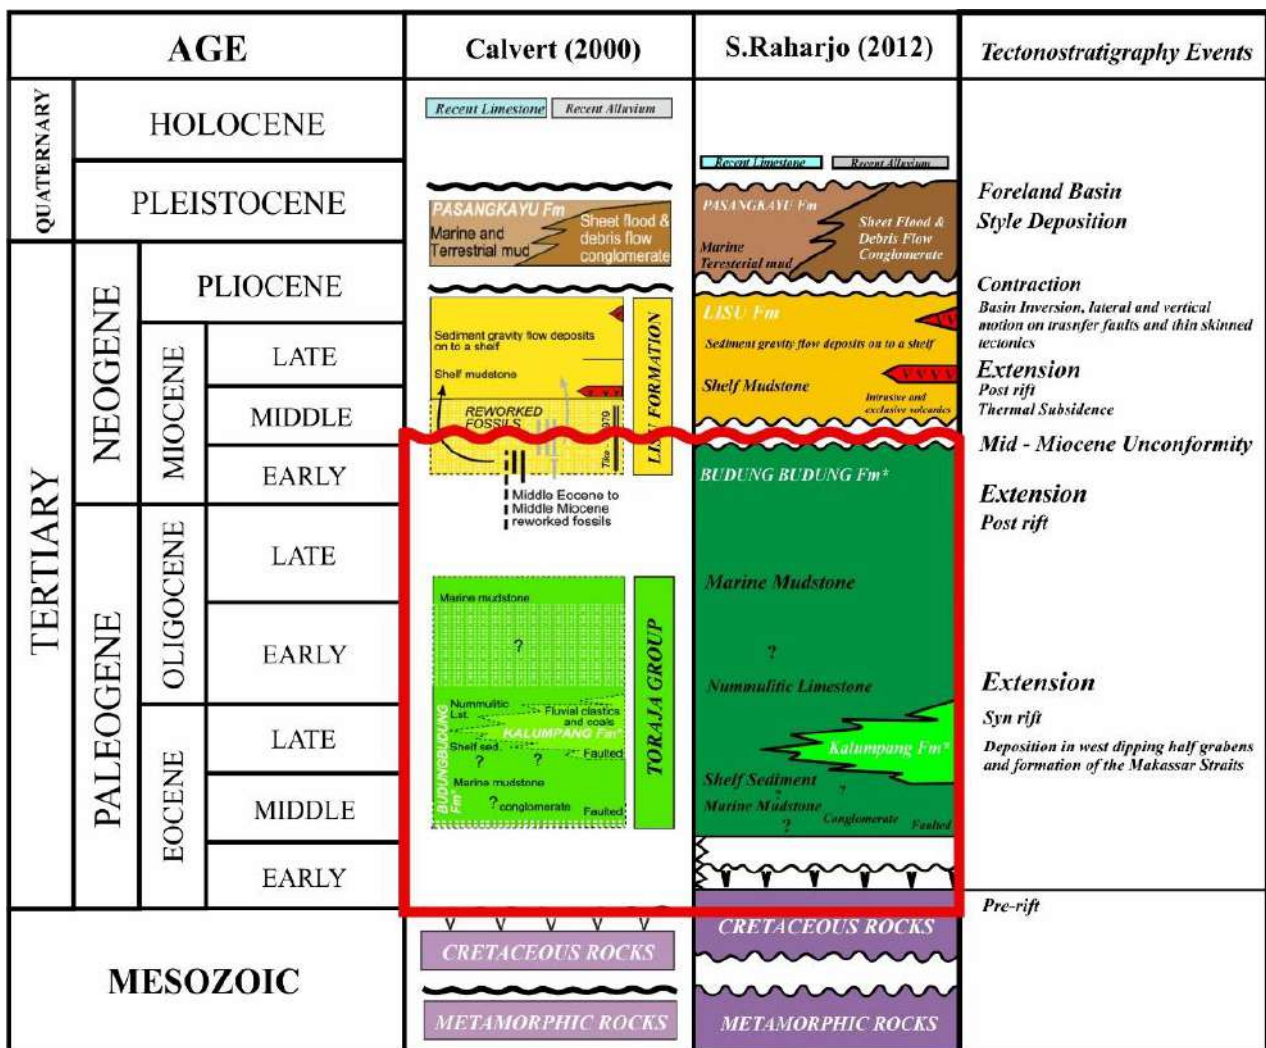 AGE
Calvert (2000)
S.Raharjo (2012)
Tectonostratigraphy Events
QUATERNARY
HOLOCENE
PLEISTOCENE
TERTIARY
NEOGENE
PLIOCENE
MIOCENE
LATE
MIDDLE
EARLY
PALEOGENE
OLIGOCENE
LATE
EARLY
EOCENE
LATE
MIDDLE
EARLY
MESOZOIC
Recent Limestone
Recent Alluvium
PASANGKAYU Fm
Marine and
Terrestrial mud
Sheet flood &
debris flow
conglomerate
Sediment gravity flow deposits
on to a shelf
Shelf mudstone
REWORKED
FOSSILS
LISU FORMATION
Middle Eocene to
Middle Miocene
reworked fossils
Marine mudstone
?
Nummulitic
Lst.
Fluvial clastics
and coals
KALUMPANG Fm*
Shelf sed.
Faulted
? ? ?
Marine mudstone
? conglomerate
Faulted
BUDUNGBUDUNG
Fm*
TORAJA GROUP
V V V V V
CRETACEOUS ROCKS
METAMORPHIC ROCKS
Recent Limestone
Recent Alluvium
PASANGKAYU Fm
Marine
Teresterial mud
Sheet Flood &
Debris Flow
Conglomerate
LISU Fm
Sediment gravity flow deposits on to a shelf
V V V V
Shelf Mudstone
Intrusive and
exclusive volcanics
BUDUNG BUDUNG Fm*
Marine Mudstone
?
Nummulitic Limestone
Kalumpang Fm*
Shelf Sediment
? ?
Marine Mudstone
?
Conglomerate
Faulted
CRETACEOUS ROCKS
METAMORPHIC ROCKS
Foreland Basin
Style Deposition
Contraction
Basin Inversion, lateral and vertical
motion on trasnfer faults and thin skinned
tectonics
Extension
Post rift
Thermal Subsidence
Mid - Miocene Unconformity
Extension
Post rift
Extension
Syn rift
Deposition in west dipping half grabens
and formation of the Makassar Straits
Pre-rift